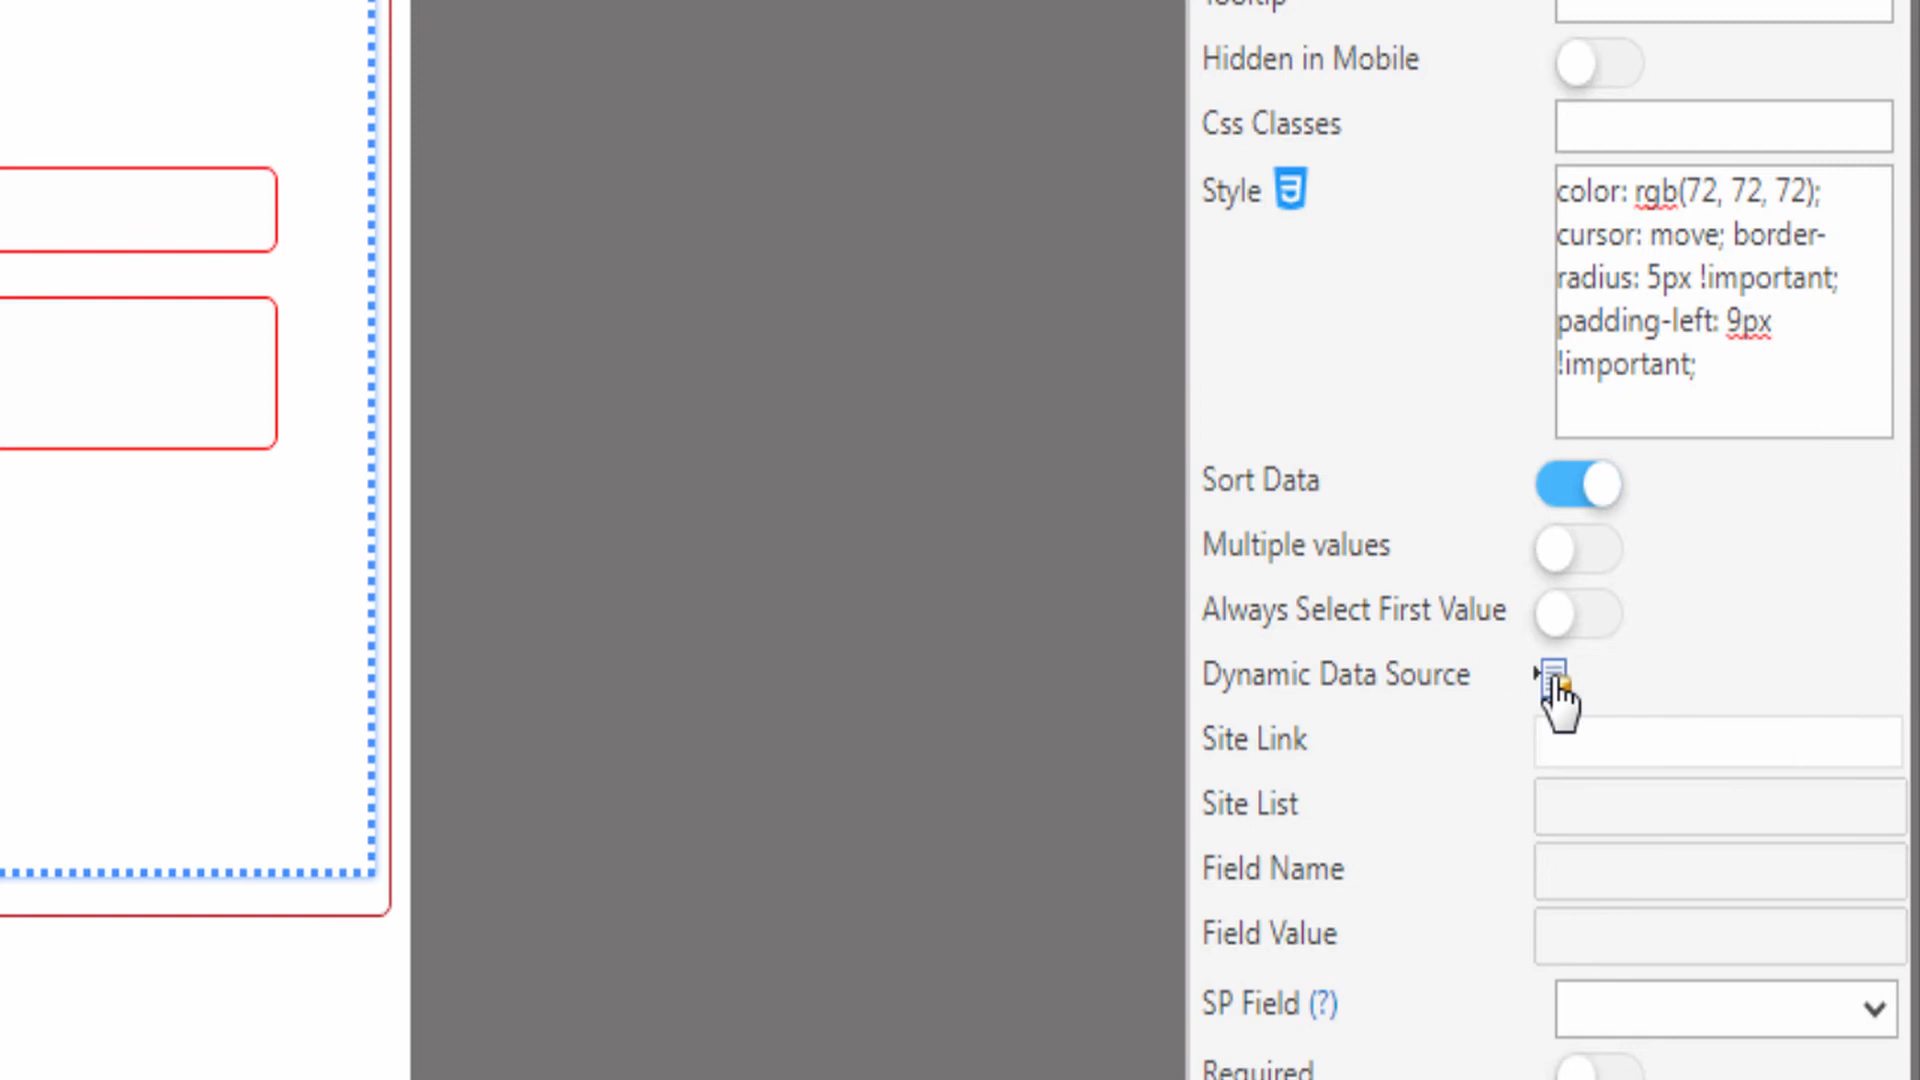 Tooltip
Hidden in Mobile
Css Classes
Style
color: rgb(72, 72, 72);
cursor: move; border-
radius: 5px !important;
padding-left: 9px
!important;
Sort Data
Multiple values
Always Select First Value
Dynamic Data Source
Site Link
Site List
Field Name
Field Value
SP Field (?)
Required